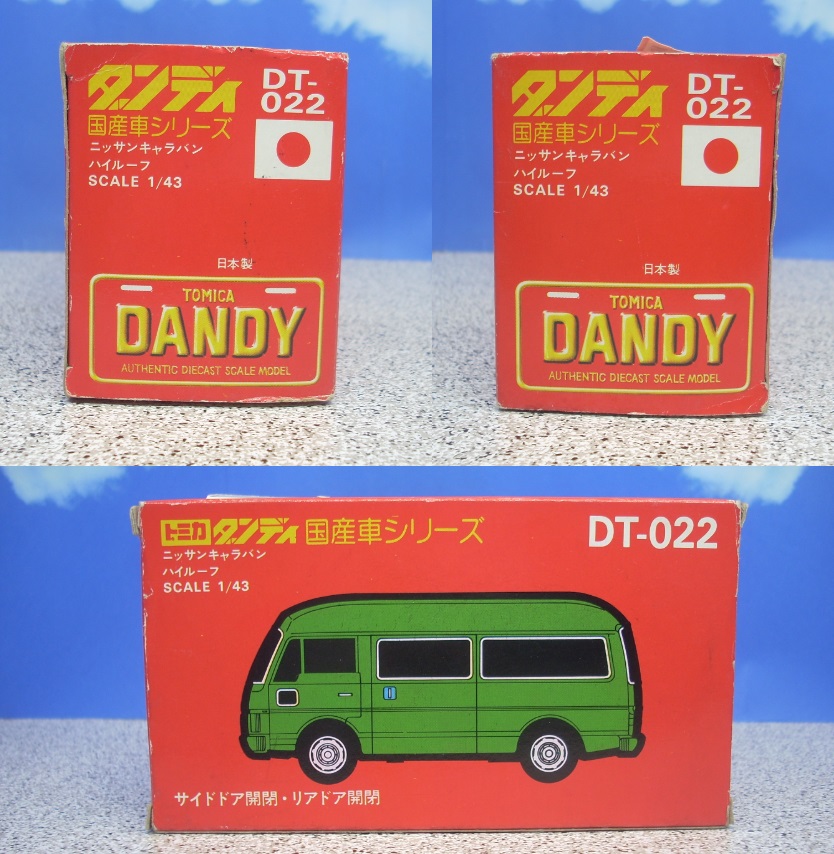 ダンディ
DT-
022
国産車シリーズ
ニッサンキャラバン
ハイルーフ
SCALE 1/43
日本製
TOMICA
DANDY
AUTHENTIC DIECAST SCALE MODEL
ダンディ
DT-
022
国産車シリーズ
ニッサンキャラバン
ハイルーフ
SCALE 1/43
日本製
TOMICA
DANDY
AUTHENTIC DIECAST SCALE MODEL
トミカ ダンディ 国産車シリーズ DT-022
ニッサンキャラバン
ハイルーフ
SCALE 1/43
サイドドア開閉・リアドア開閉